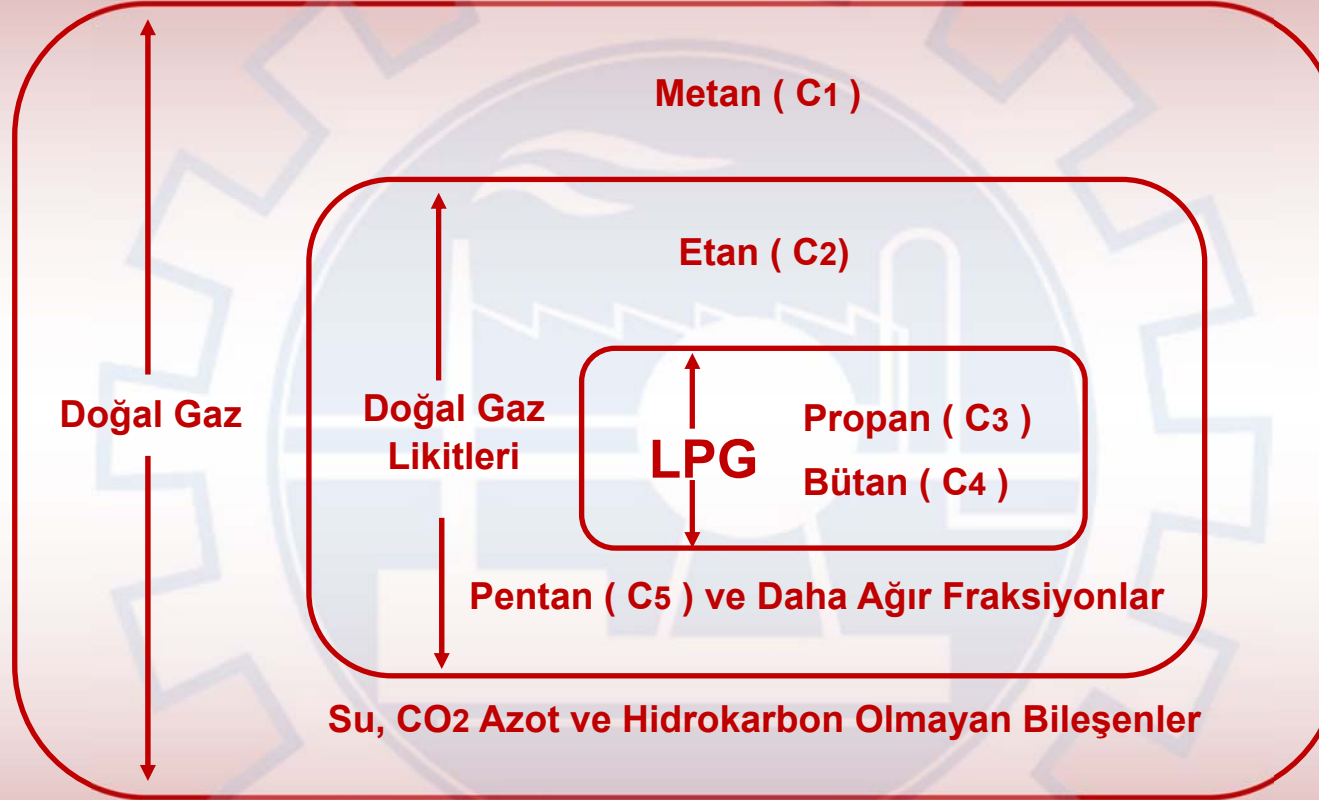 Metan ( C1 )
Etan ( C2)
Doğal Gaz
Doğal Gaz
Likitleri
LPG
Propan ( C3 )
Bütan ( C4 )
Pentan ( C5 ) ve Daha Ağır Fraksiyonlar
Su, CO2 Azot ve Hidrokarbon Olmayan Bileşenler